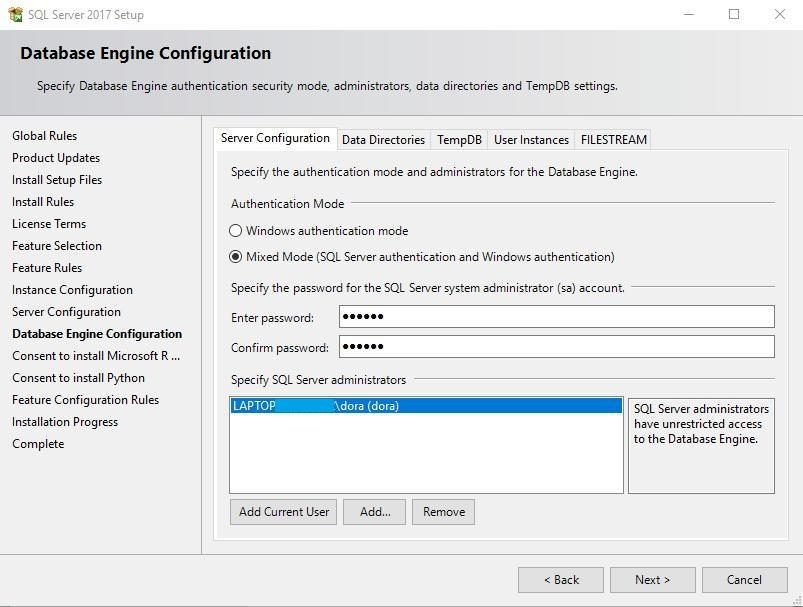 SQL Server 2017 Setup
Database Engine Configuration
Specify Database Engine authentication security mode, administrators, data directories and TempDB settings.
Global Rules
Product Updates
Install Setup Files
Install Rules
License Terms
Feature Selection
Feature Rules
Instance Configuration
Server Configuration
Database Engine Configuration
Consent to install Microsoft R ...
Consent to install Python
Feature Configuration Rules
Installation Progress
Complete
Server Configuration Data Directories TempDB User Instances FILESTREAM
Specify the authentication mode and administrators for the Database Engine.
Authentication Mode
Windows authentication mode
Mixed Mode (SQL Server authentication and Windows authentication)
Specify the password for the SQL Server system administrator (sa) account.
Enter password: ●●●●●●
Confirm password: ●●●●●●
Specify SQL Server administrators
LAPTOP \dora (dora)
SQL Server administrators
have unrestricted access
to the Database Engine.
Add Current User Add... Remove
< Back Next > Cancel